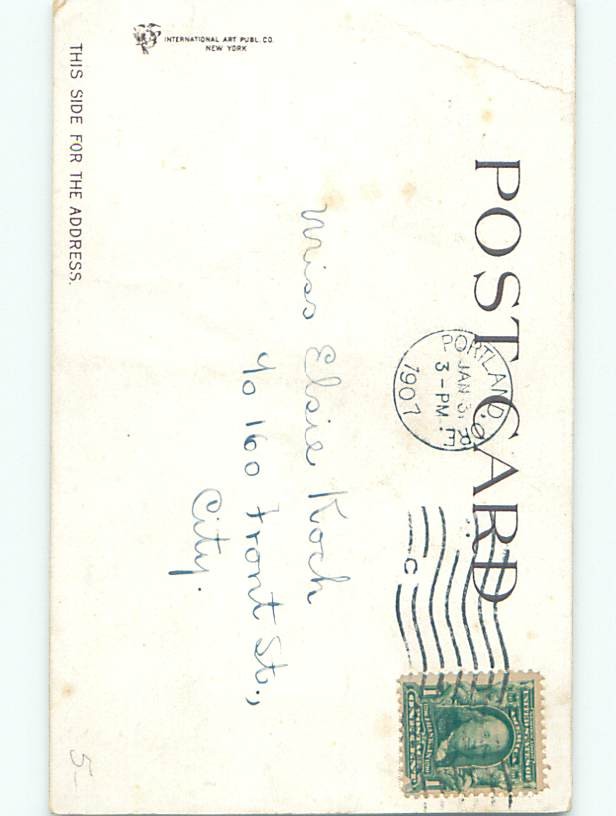 POST CARD
PORTLAND, ORE.
JAN 31
3-PM
1907
C
Miss Elsie Koch
c/o 160 Front St.,
City.
THIS SIDE FOR THE ADDRESS.
INTERNATIONAL ART PUBL. CO.
NEW YORK
5-